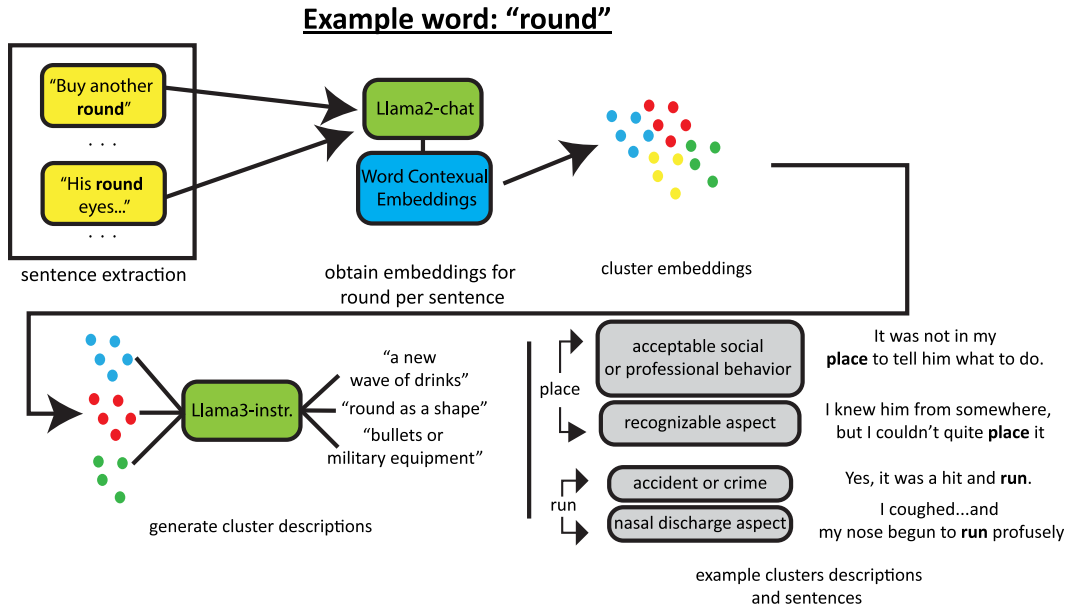 Example word: "round"
"Buy another
round"
. . .
"His round
eyes..."
. . .
sentence extraction
Llama2-chat
Word Contexual
Embeddings
obtain embeddings for
round per sentence
cluster embeddings
Llama3-instr.
"a new
wave of drinks"
"round as a shape"
"bullets or
military equipment"
generate cluster descriptions
place
acceptable social
or professional behavior
It was not in my
place to tell him what to do.
recognizable aspect
I knew him from somewhere,
but I couldn't quite place it
run
accident or crime
Yes, it was a hit and run.
nasal discharge aspect
I coughed...and
my nose begun to run profusely
example clusters descriptions
and sentences